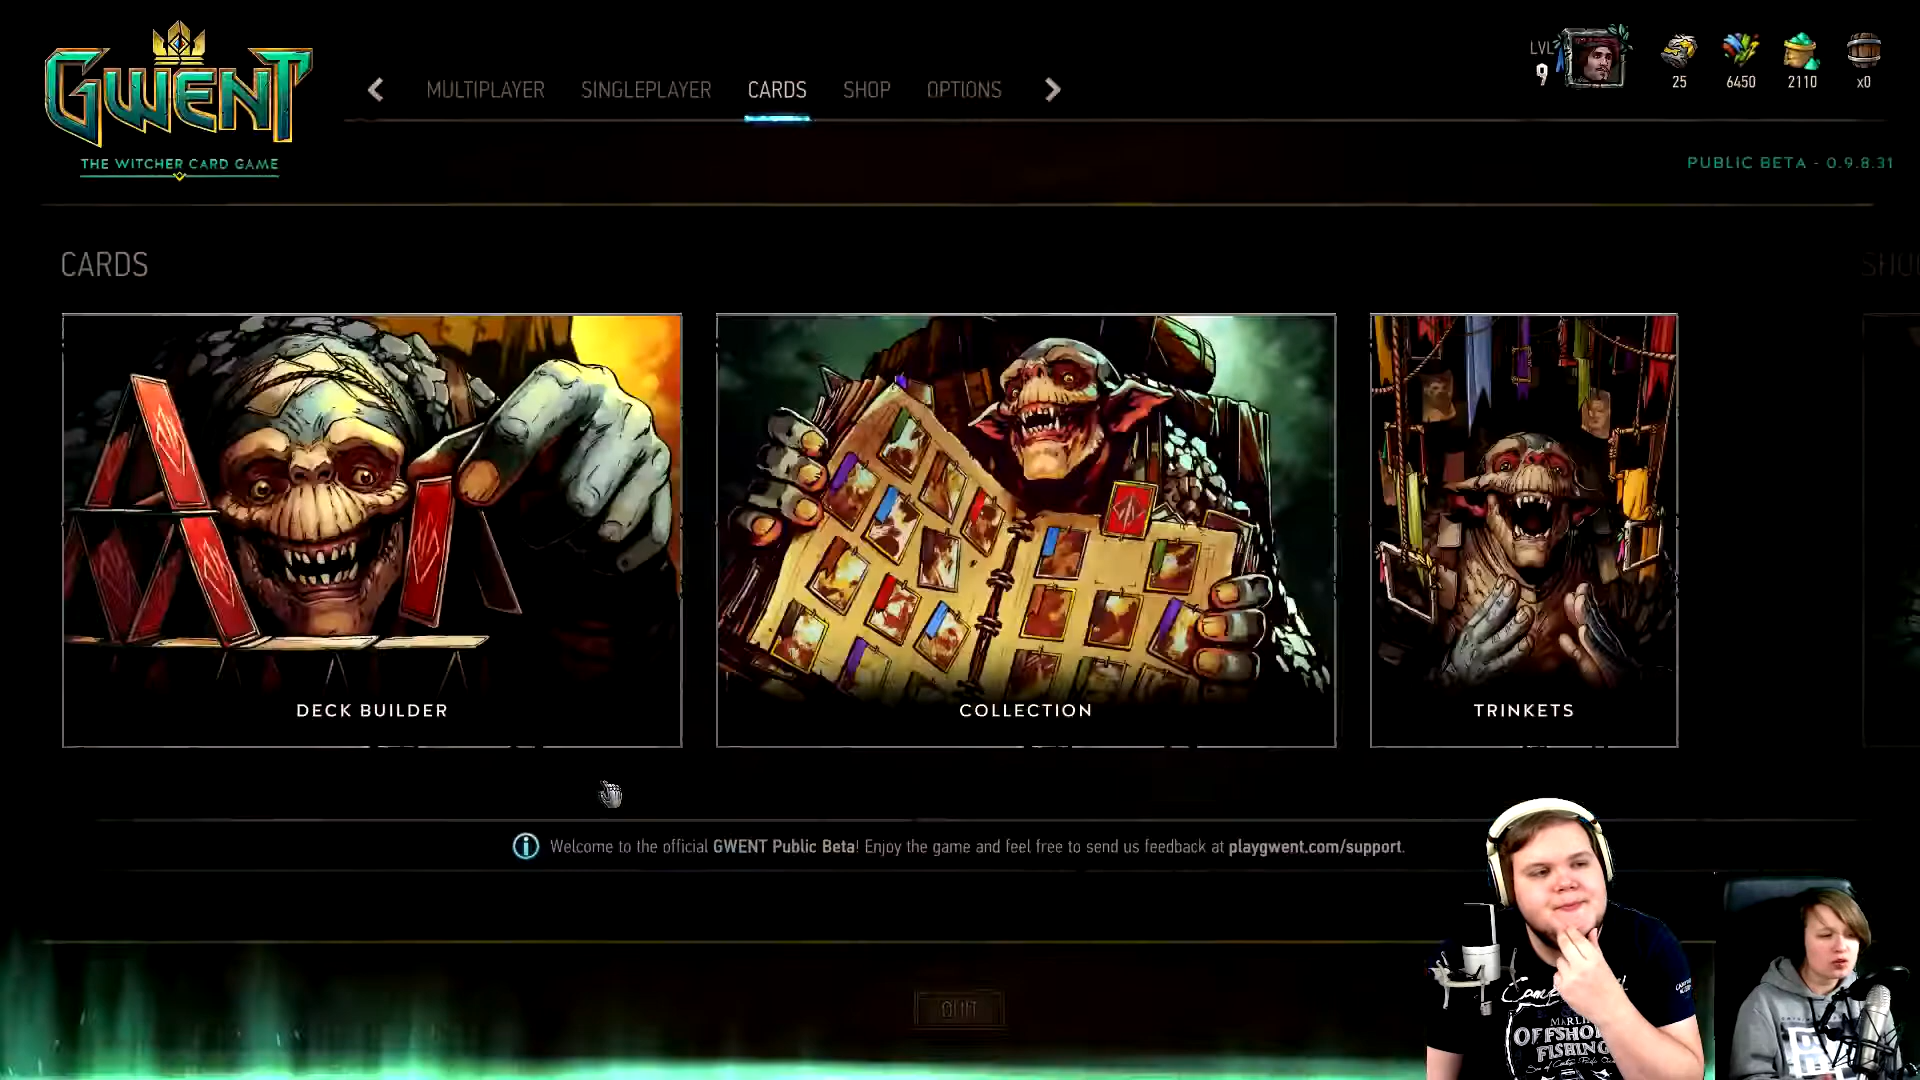 GWENT
THE WITCHER CARD GAME
MULTIPLAYER
SINGLEPLAYER
CARDS
SHOP
OPTIONS
LVL
9
25
6450
2110
x0
PUBLIC BETA - 0.9.8.31
CARDS
DECK BUILDER
COLLECTION
TRINKETS
Welcome to the official GWENT Public Beta! Enjoy the game and feel free to send us feedback at playgwent.com/support.
QUIT
OFFSHO
FISHING